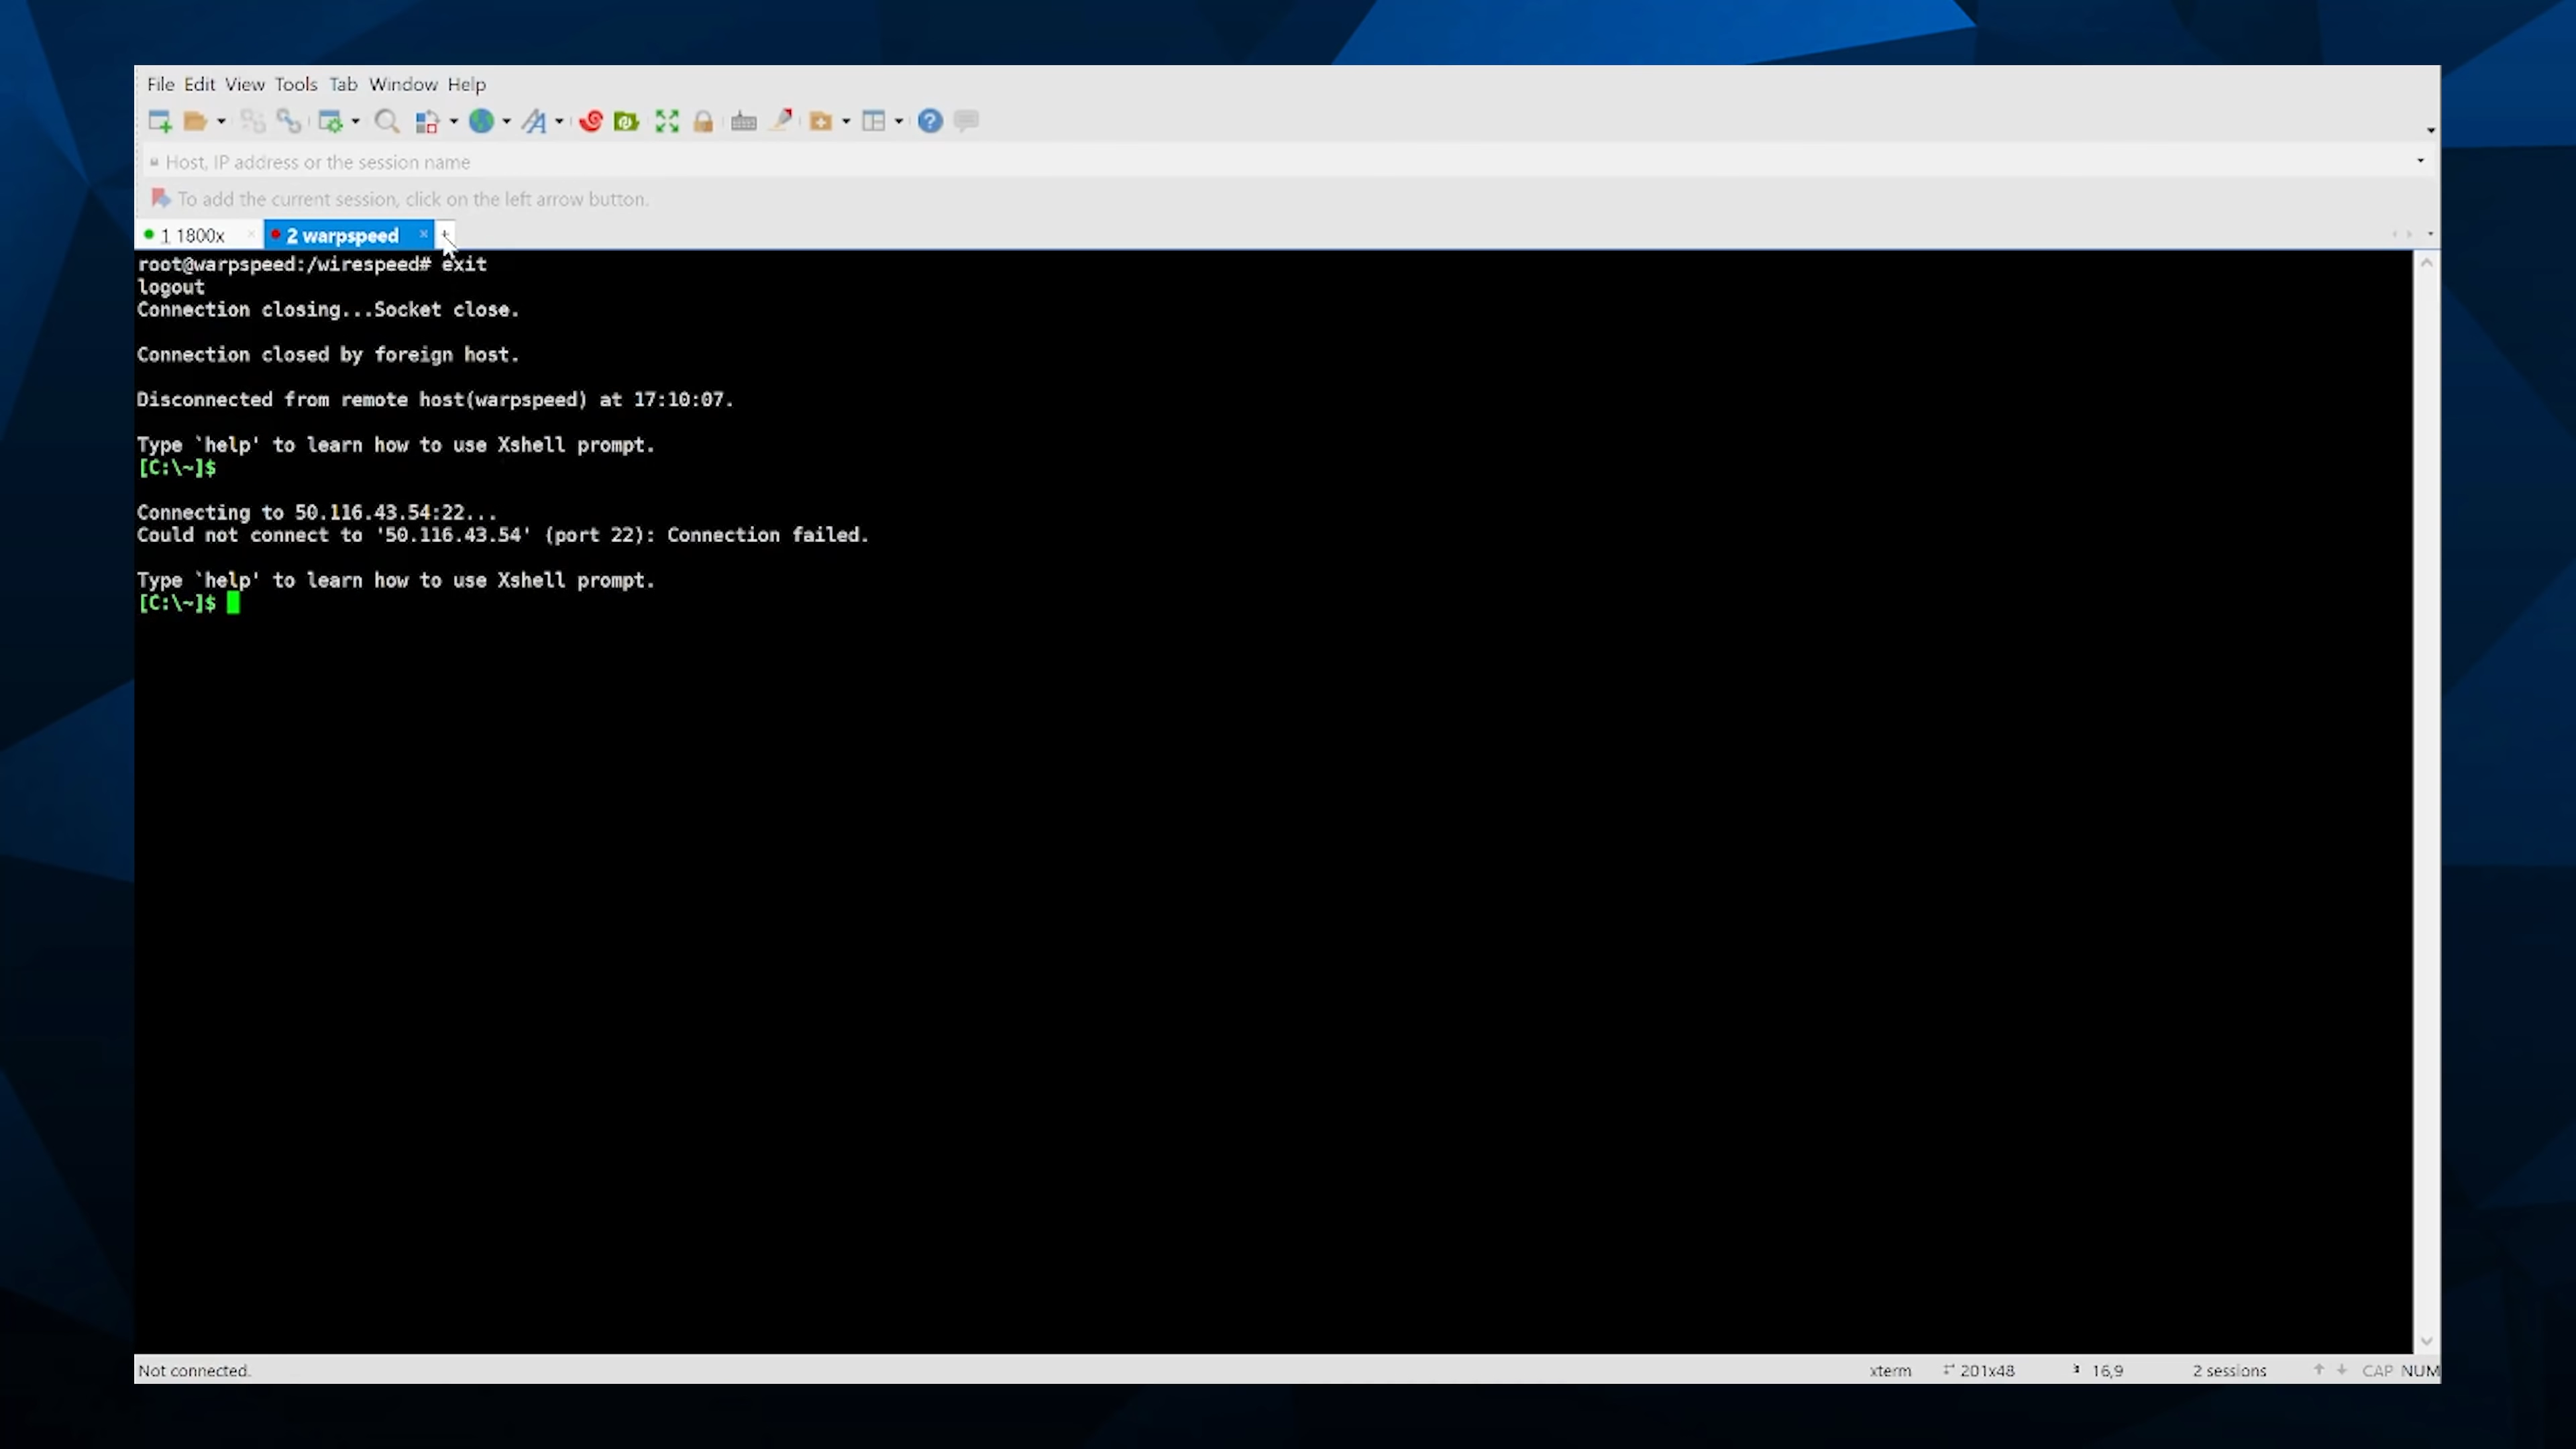 File Edit View Tools Tab Window Help
Host, IP address or the session name
To add the current session, click on the left arrow button.
1 1800x × 2 warpspeed × +
root@warpspeed:/wirespeed# exit
logout
Connection closing...Socket close.
Connection closed by foreign host.
Disconnected from remote host(warpspeed) at 17:10:07.
Type `help' to learn how to use Xshell prompt.
[C:\~]$
Connecting to 50.116.43.54:22...
Could not connect to '50.116.43.54' (port 22): Connection failed.
Type `help' to learn how to use Xshell prompt.
[C:\~]$
Not connected. xterm 201x48 16,9 2 sessions CAP NUM